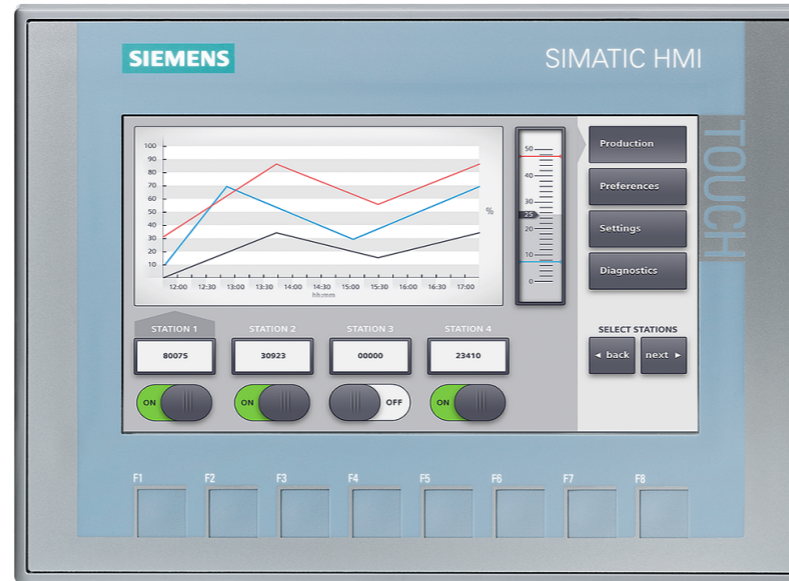 SIEMENS
SIMATIC HMI
TOUCH
100
90
80
70
60
50
40
30
20
10
%
12:00 12:30 13:00 13:30 14:00 14:30 15:00 15:30 16:30 17:00
hh:mm
50
40
30
25
20
10
0
Production
Preferences
Settings
Diagnostics
STATION 1 STATION 2 STATION 3 STATION 4
80075 30923 00000 23410
ON ON OFF ON
SELECT STATIONS
◄ back next ►
F1 F2 F3 F4 F5 F6 F7 F8